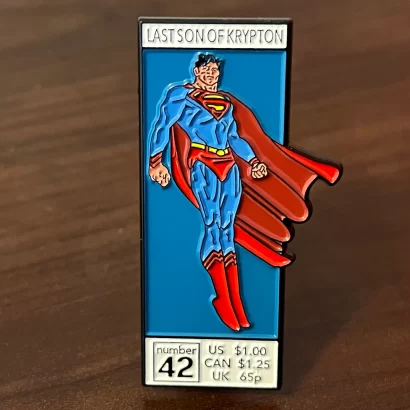 LAST SON OF KRYPTON
number
42
US $1.00
CAN $1.25
UK 65p